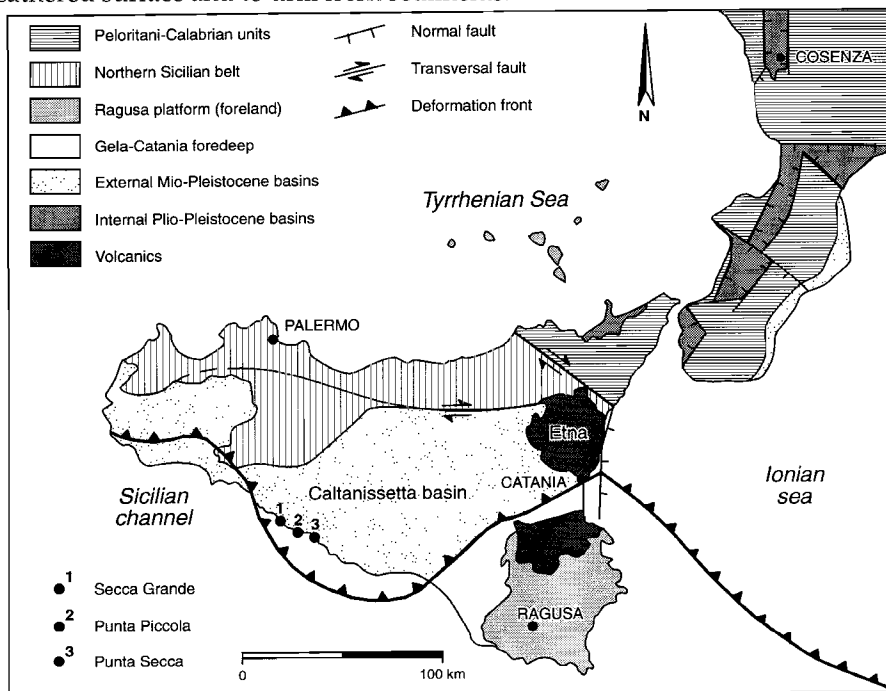 Peloritani-Calabrian units
Northern Sicilian belt
Ragusa platform (foreland)
Gela-Catania foredeep
External Mio-Pleistocene basins
Internal Plio-Pleistocene basins
Volcanics
Normal fault
Transversal fault
Deformation front
N
COSENZA
Tyrrhenian Sea
PALERMO
Etna
CATANIA
Caltanissetta basin
Sicilian
channel
Ionian
sea
1
2
3
RAGUSA
1 Secca Grande
2 Punta Piccola
3 Punta Secca
0 100 km